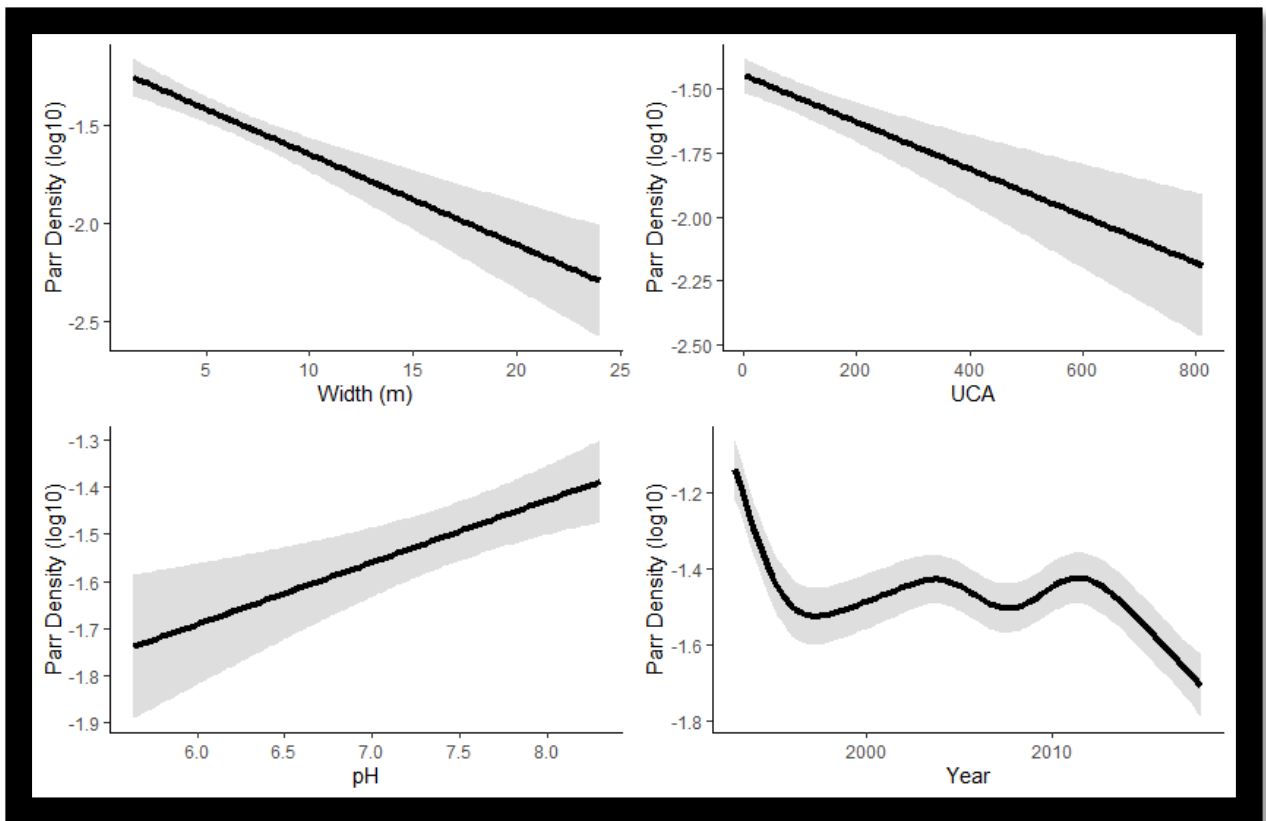 Parr Density (log10)
-1.5
-2.0
-2.5
5 10 15 20 25
Width (m)
Parr Density (log10)
-1.50
-1.75
-2.00
-2.25
-2.50
0 200 400 600 800
UCA
Parr Density (log10)
-1.3
-1.4
-1.5
-1.6
-1.7
-1.8
-1.9
6.0 6.5 7.0 7.5 8.0
pH
Parr Density (log10)
-1.2
-1.4
-1.6
-1.8
2000 2010
Year